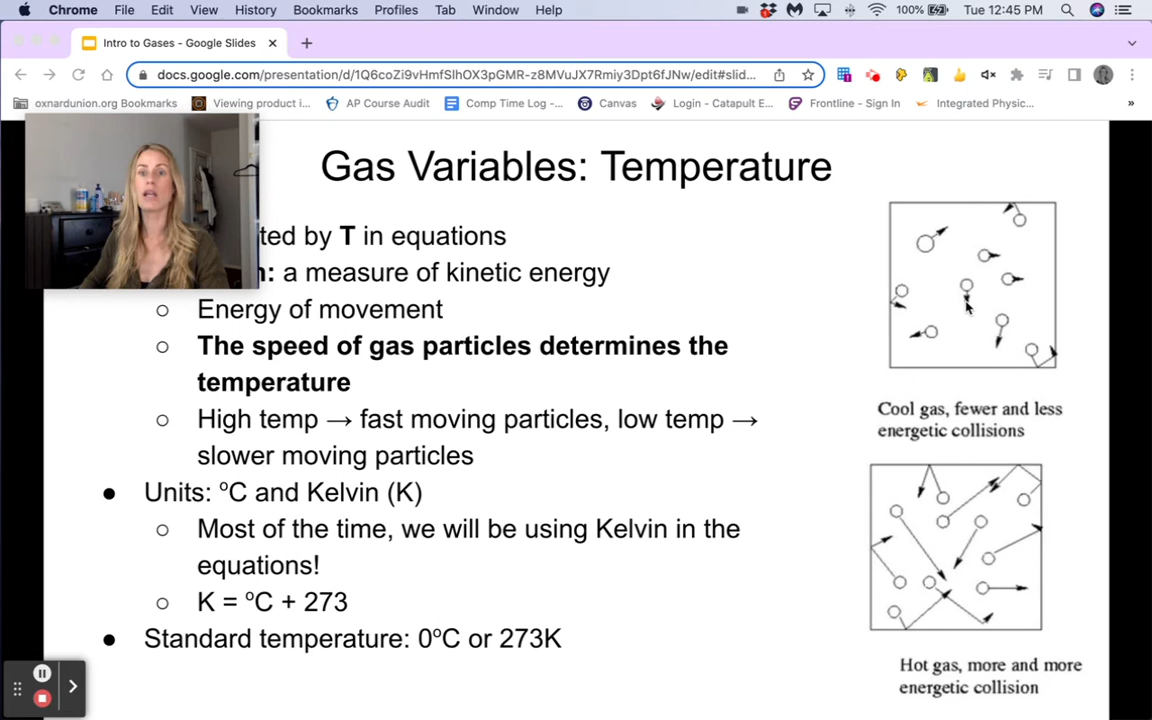 Chrome File Edit View History Bookmarks Profiles Tab Window Help 100% Tue 12:45 PM
Intro to Gases - Google Slides
docs.google.com/presentation/d/1Q6coZi9vHmfSlhOX3pGMR-z8MVuJX7Rmiy3Dpt6fJNw/edit#slid...
oxnardunion.org Bookmarks Viewing product i... AP Course Audit Comp Time Log -... Canvas Login - Catapult E... Frontline - Sign In Integrated Physic... »
Gas Variables: Temperature
ted by T in equations
n: a measure of kinetic energy
○ Energy of movement
○ The speed of gas particles determines the
temperature
○ High temp → fast moving particles, low temp →
slower moving particles
● Units: ºC and Kelvin (K)
○ Most of the time, we will be using Kelvin in the
equations!
○ K = ºC + 273
● Standard temperature: 0ºC or 273K
Cool gas, fewer and less
energetic collisions
Hot gas, more and more
energetic collision